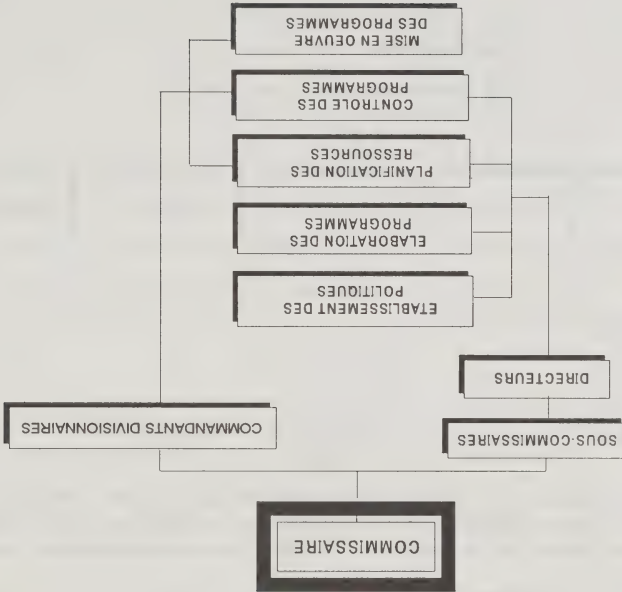 COMMISSAIRE
SOUS-COMMISSAIRES
COMMANDANTS DIVISIONNAIRES
DIRECTEURS
ETABLISSEMENT DES
POLITIQUES
ELABORATION DES
PROGRAMMES
PLANIFICATION DES
RESSOURCES
CONTROLE DES
PROGRAMMES
MISE EN OEUVRE
DES PROGRAMMES